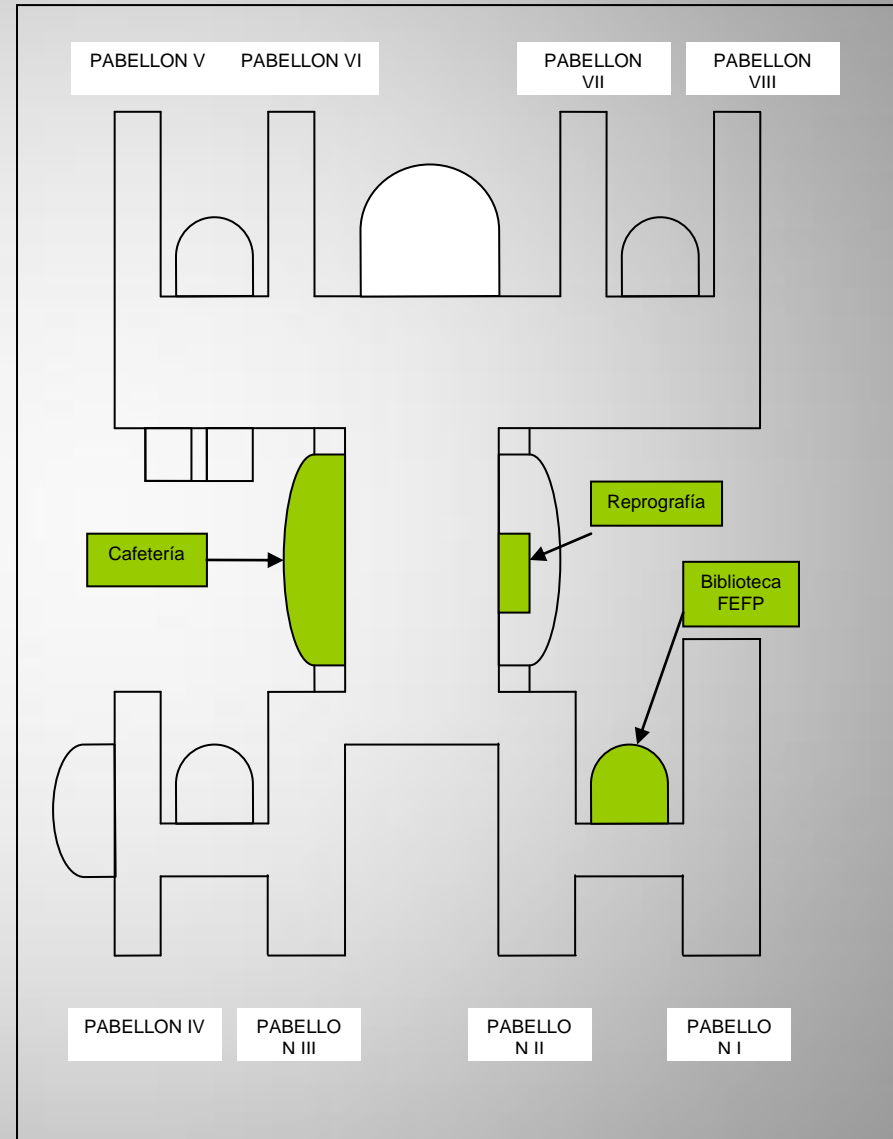 PABELLON V
PABELLON VI
PABELLON
VII
PABELLON
VIII
Reprografía
Cafetería
Biblioteca
FEFP
PABELLON IV
PABELLO
N III
PABELLO
N II
PABELLO
N I